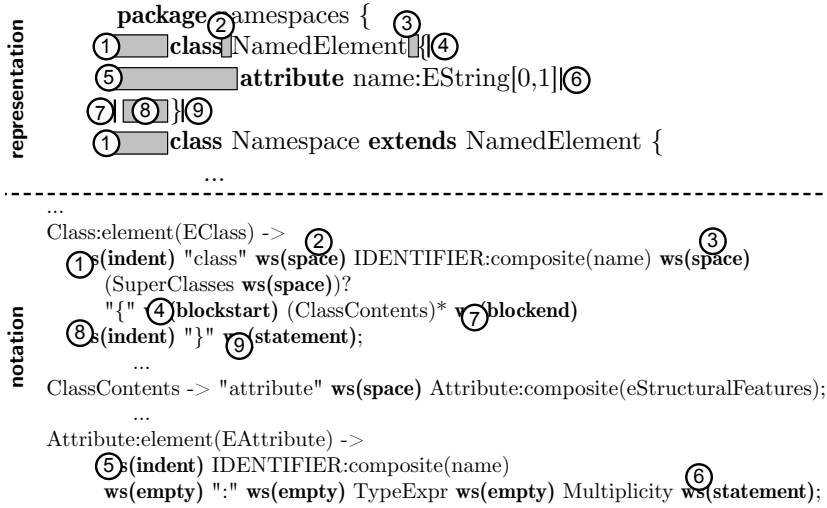 representation
package namespaces {
① class ② NamedElement ③ { ④
⑤ attribute name:EString[0,1] ⑥
⑦ ⑧ } ⑨
① class Namespace extends NamedElement {
...
notation
...
Class:element(EClass) ->
① ws(indent) "class" ② ws(space) IDENTIFIER:composite(name) ③ ws(space)
(SuperClasses ws(space))?
"{" ④ ws(blockstart) (ClassContents)* ⑦ ws(blockend)
⑧ ws(indent) "}" ⑨ ws(statement);
...
ClassContents -> "attribute" ws(space) Attribute:composite(eStructuralFeatures);
...
Attribute:element(EAttribute) ->
⑤ ws(indent) IDENTIFIER:composite(name)
ws(empty) ":" ws(empty) TypeExpr ws(empty) Multiplicity ⑥ ws(statement);